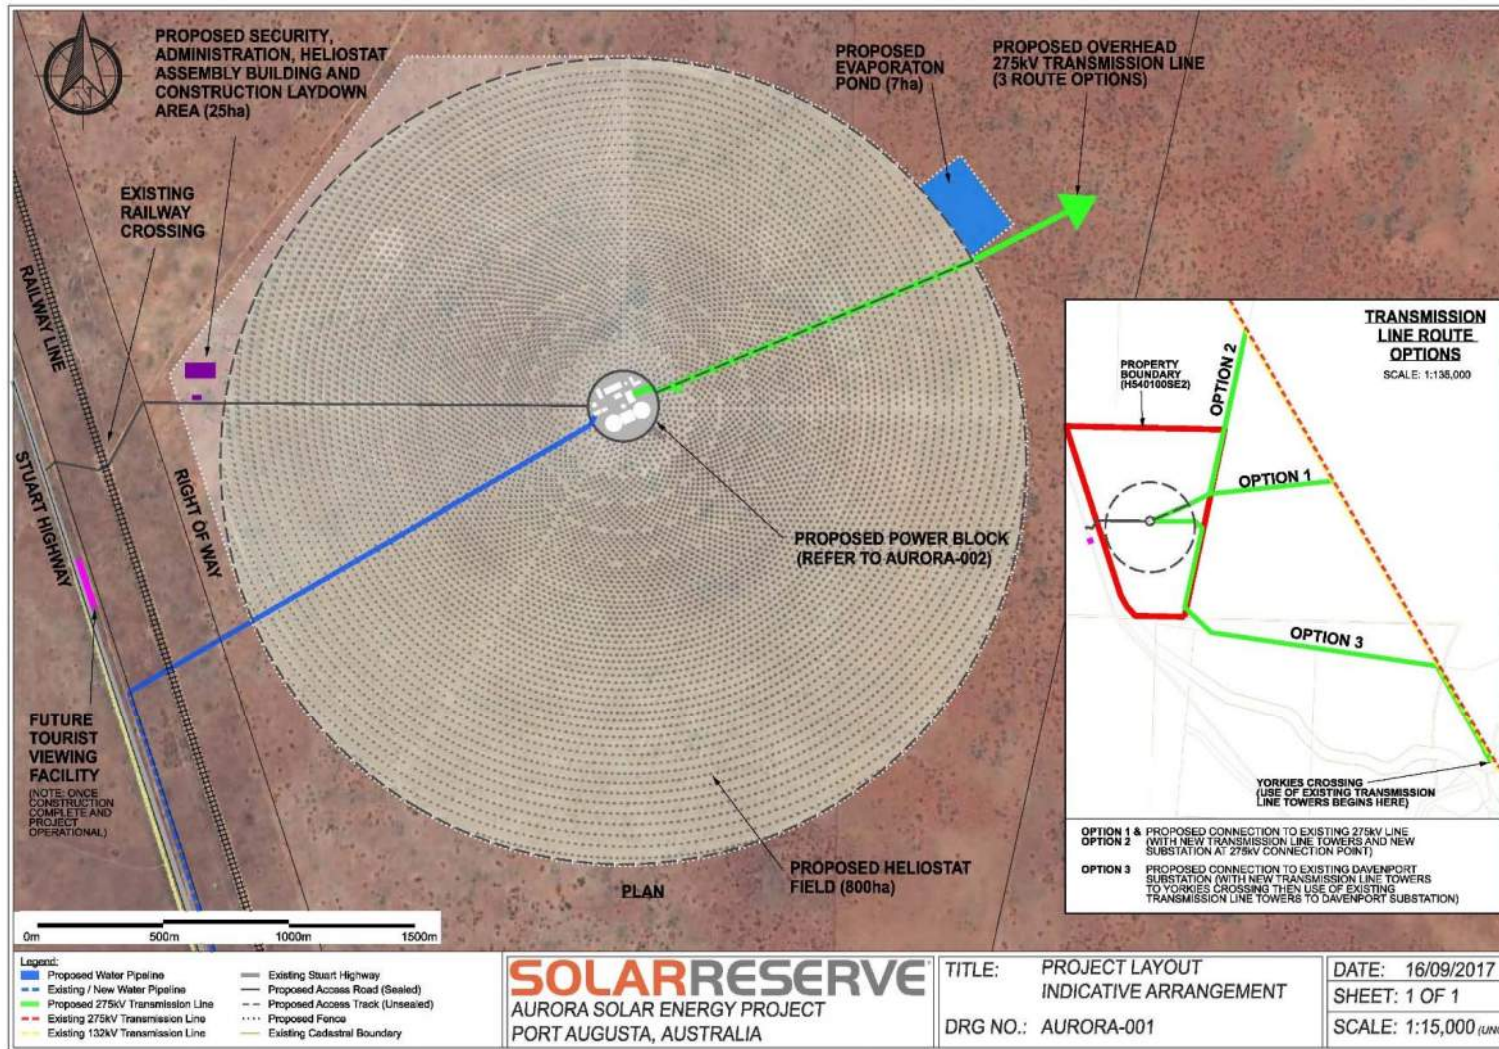 PROPOSED SECURITY,
ADMINISTRATION, HELIOSTAT
ASSEMBLY BUILDING AND
CONSTRUCTION LAYDOWN
AREA (25ha)
PROPOSED
EVAPORATON
POND (7ha)
PROPOSED OVERHEAD
275kV TRANSMISSION LINE
(3 ROUTE OPTIONS)
EXISTING
RAILWAY
CROSSING
RAILWAY LINE
STUART HIGHWAY
RIGHT OF WAY
PROPOSED POWER BLOCK
(REFER TO AURORA-002)
FUTURE
TOURIST
VIEWING
FACILITY
(NOTE: ONCE
CONSTRUCTION
COMPLETE AND
PROJECT
OPERATIONAL)
PROPOSED HELIOSTAT
FIELD (800ha)
PLAN
0m 500m 1000m 1500m
TRANSMISSION
LINE ROUTE
OPTIONS
SCALE: 1:135,000
PROPERTY
BOUNDARY
(H540100SE2)
OPTION 2
OPTION 1
OPTION 3
YORKIES CROSSING
(USE OF EXISTING TRANSMISSION
LINE TOWERS BEGINS HERE)
OPTION 1 & PROPOSED CONNECTION TO EXISTING 275kV LINE
OPTION 2 (WITH NEW TRANSMISSION LINE TOWERS AND NEW
SUBSTATION AT 275kV CONNECTION POINT)
OPTION 3 PROPOSED CONNECTION TO EXISTING DAVENPORT
SUBSTATION (WITH NEW TRANSMISSION LINE TOWERS
TO YORKIES CROSSING THEN USE OF EXISTING
TRANSMISSION LINE TOWERS TO DAVENPORT SUBSTATION)
Legend:
Proposed Water Pipeline
Existing / New Water Pipeline
Proposed 275kV Transmission Line
Existing 275kV Transmission Line
Existing 132kV Transmission Line
Existing Stuart Highway
Proposed Access Road (Sealed)
Proposed Access Track (Unsealed)
Proposed Fence
Existing Cadastral Boundary
SOLARRESERVE
AURORA SOLAR ENERGY PROJECT
PORT AUGUSTA, AUSTRALIA
TITLE: PROJECT LAYOUT
INDICATIVE ARRANGEMENT
DRG NO.: AURORA-001
DATE: 16/09/2017
SHEET: 1 OF 1
SCALE: 1:15,000